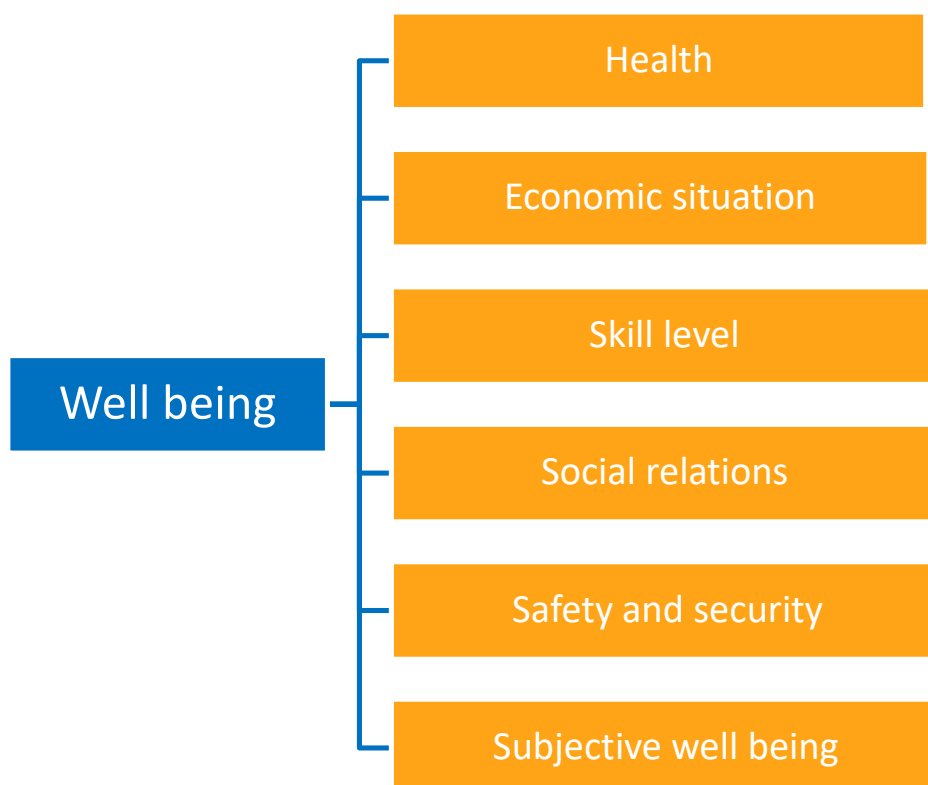 Health
Economic situation
Skill level
Well being
Social relations
Safety and security
Subjective well being